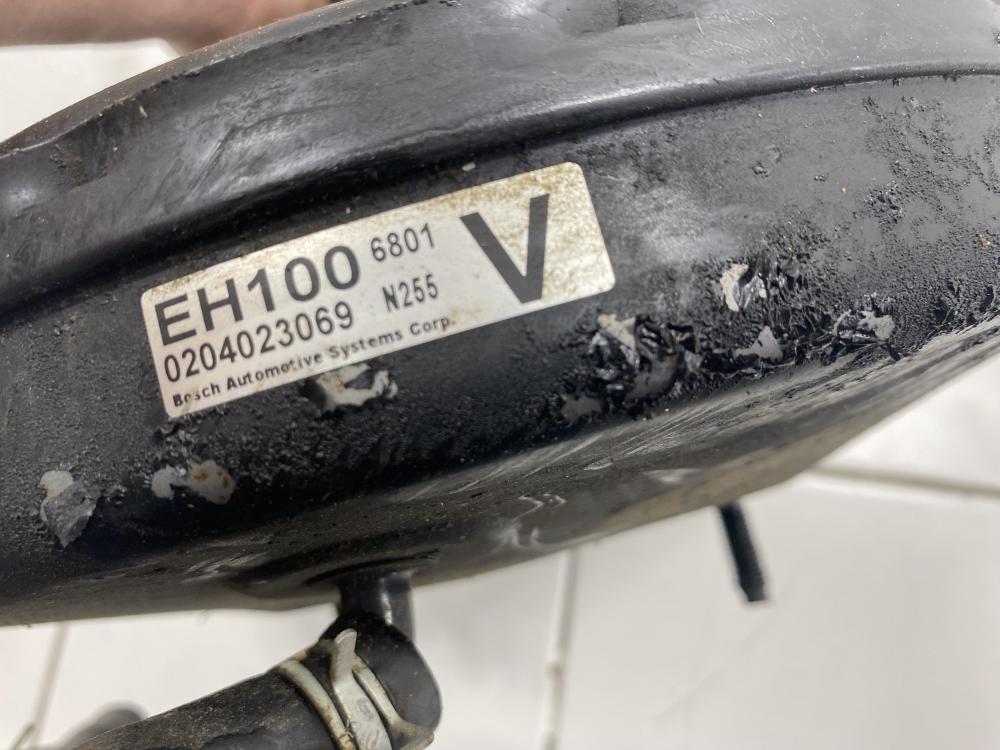 EH100 6801 V
0204023069 N255
Bosch Automotive Systems Corp.